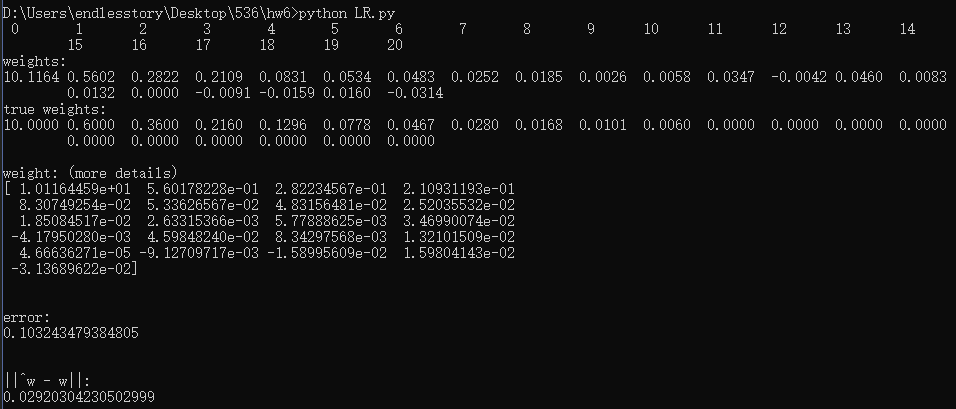 D:\Users\endlesstory\Desktop\536\hw6>python LR.py
0 1 2 3 4 5 6 7 8 9 10 11 12 13 14
15 16 17 18 19 20
weights:
10.1164 0.5602 0.2822 0.2109 0.0831 0.0534 0.0483 0.0252 0.0185 0.0026 0.0058 0.0347 -0.0042 0.0460 0.0083
0.0132 0.0000 -0.0091 -0.0159 0.0160 -0.0314
true weights:
10.0000 0.6000 0.3600 0.2160 0.1296 0.0778 0.0467 0.0280 0.0168 0.0101 0.0060 0.0000 0.0000 0.0000 0.0000
0.0000 0.0000 0.0000 0.0000 0.0000 0.0000
weight: (more details)
[ 1.01164459e+01 5.60178228e-01 2.82234567e-01 2.10931193e-01
8.30749254e-02 5.33626567e-02 4.83156481e-02 2.52035532e-02
1.85084517e-02 2.63315366e-03 5.77888625e-03 3.46990074e-02
-4.17950280e-03 4.59848240e-02 8.34297568e-03 1.32101509e-02
4.66636271e-05 -9.12709717e-03 -1.58995609e-02 1.59804143e-02
-3.13689622e-02]
error:
0.103243479384805
||^w - w||:
0.02920304230502999